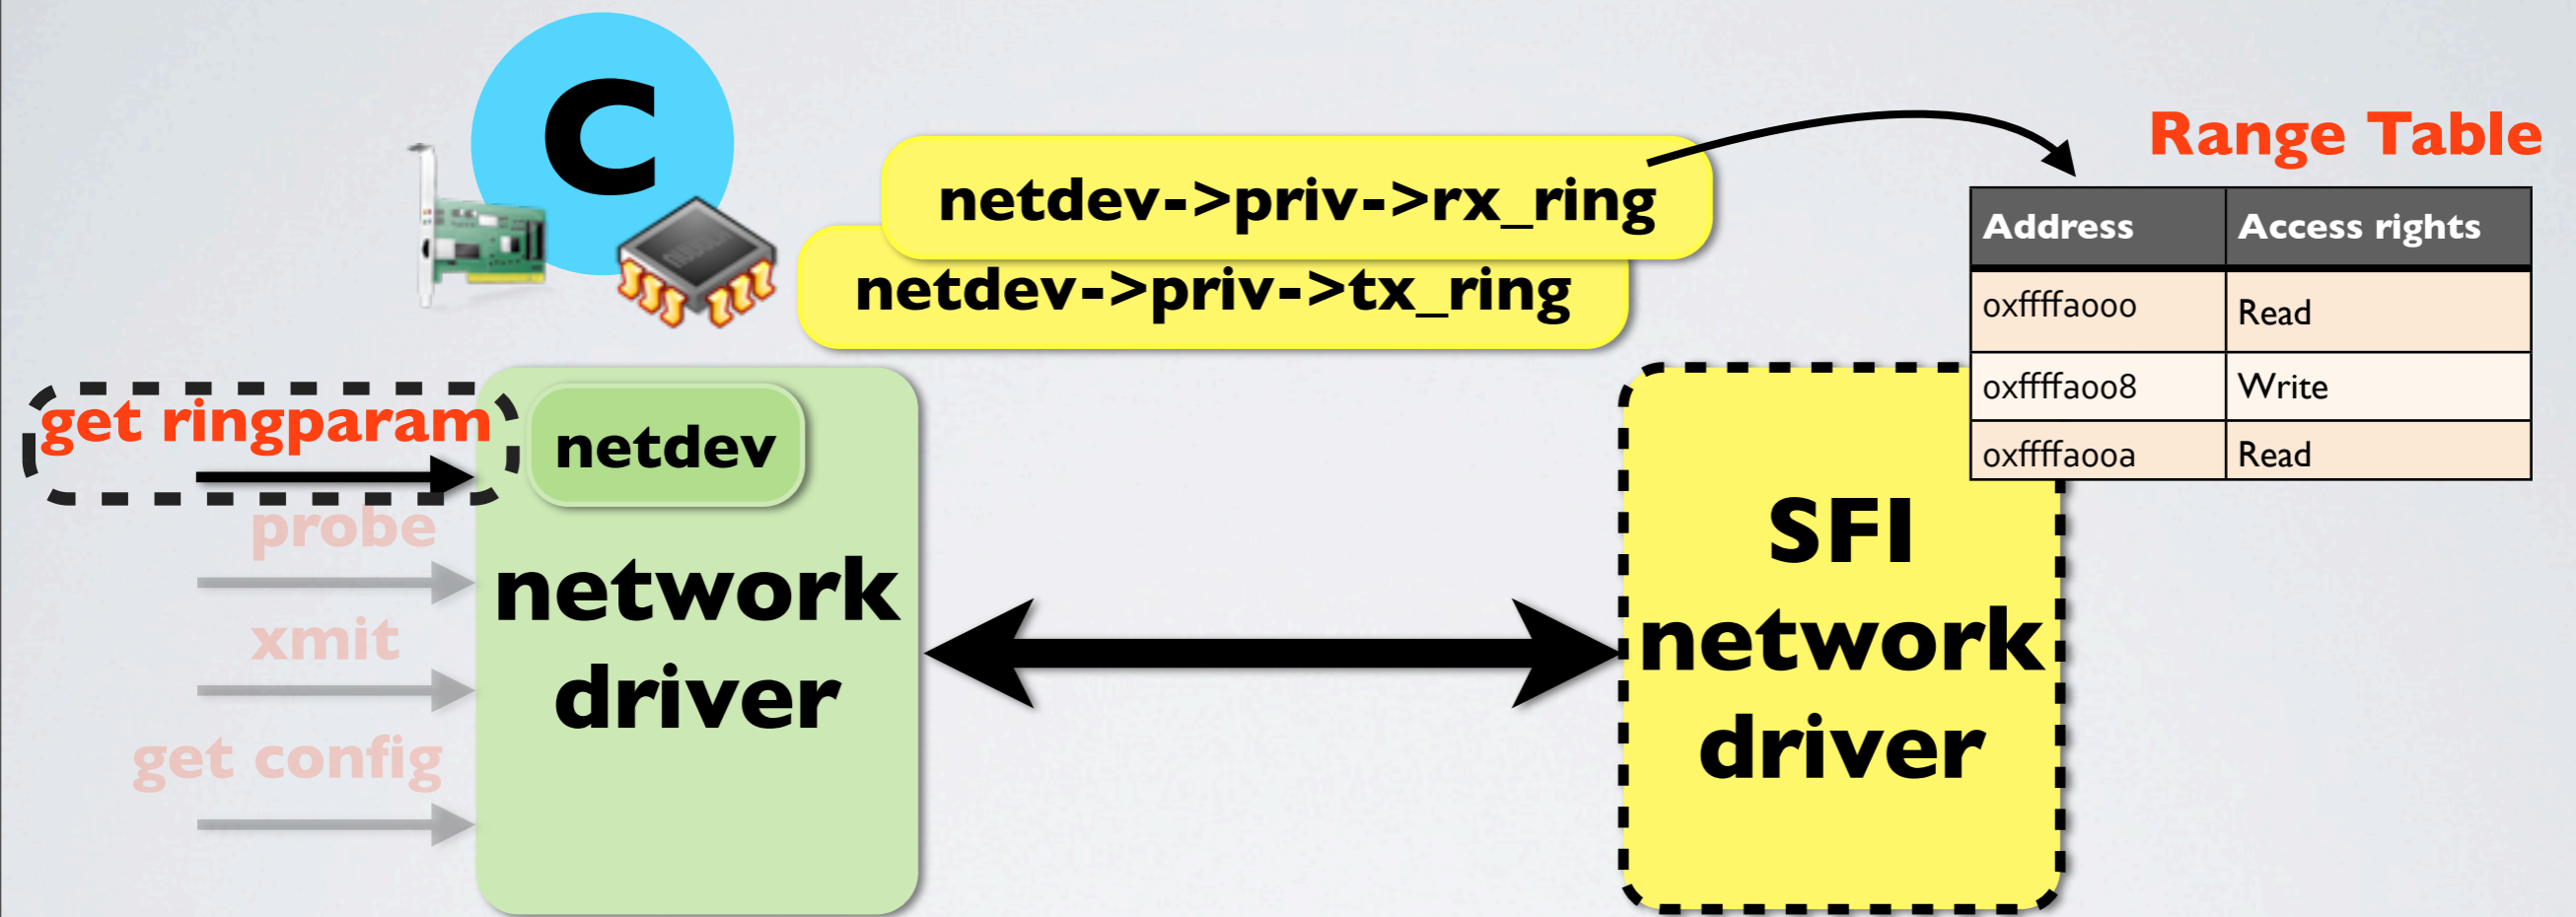 C
netdev->priv->rx_ring
netdev->priv->tx_ring
Range Table
Address Access rights
0xffffa000 Read
0xffffa008 Write
0xffffa00a Read
get ringparam
probe
xmit
get config
netdev
network
driver
SFI
network
driver